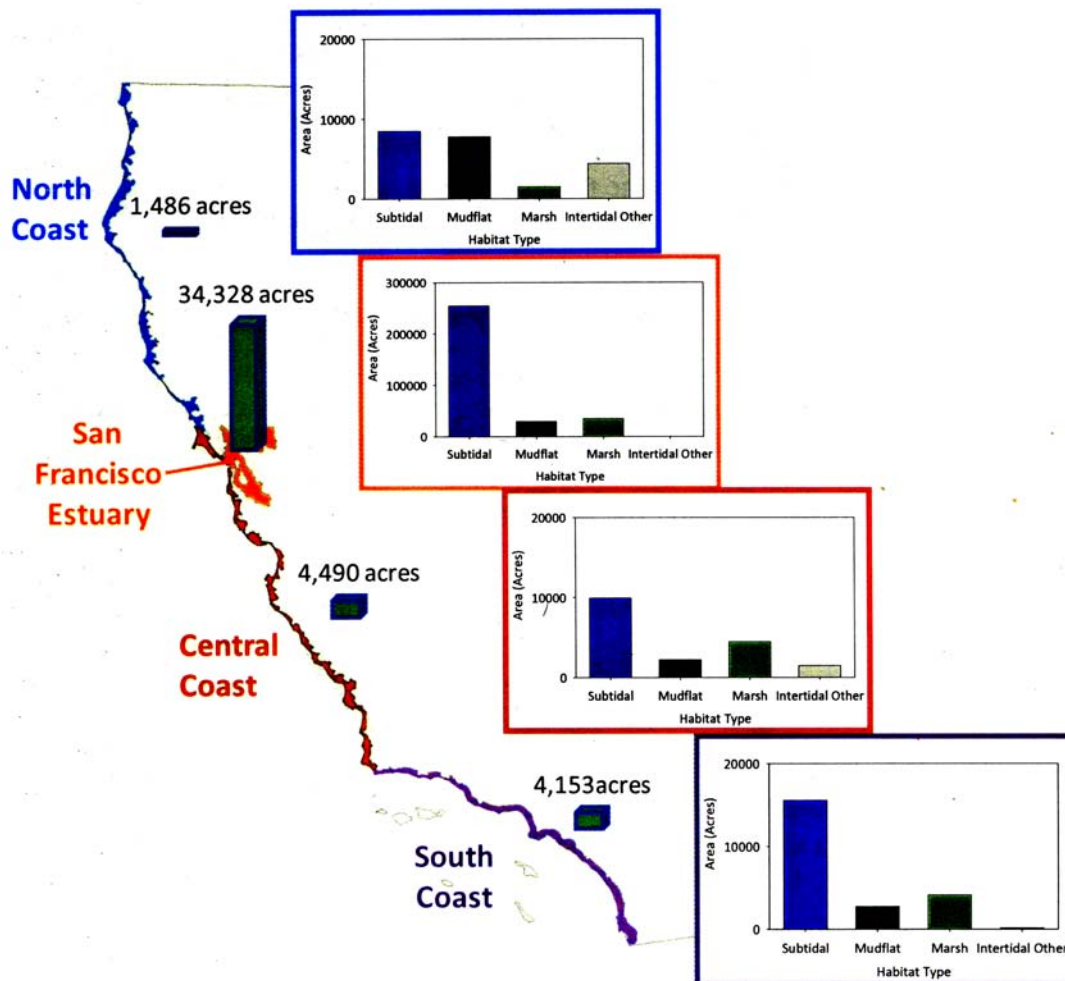 North
Coast
1,486 acres
20000
10000
0
Area (Acres)
Subtidal Mudflat Marsh Intertidal Other
Habitat Type
34,328 acres
300000
200000
100000
0
Area (Acres)
Subtidal Mudflat Marsh Intertidal Other
Habitat Type
San
Francisco
Estuary
4,490 acres
Central
Coast
20000
10000
0
Area (Acres)
Subtidal Mudflat Marsh Intertidal Other
Habitat Type
4,153acres
South
Coast
20000
10000
0
Area (Acres)
Subtidal Mudflat Marsh Intertidal Other
Habitat Type